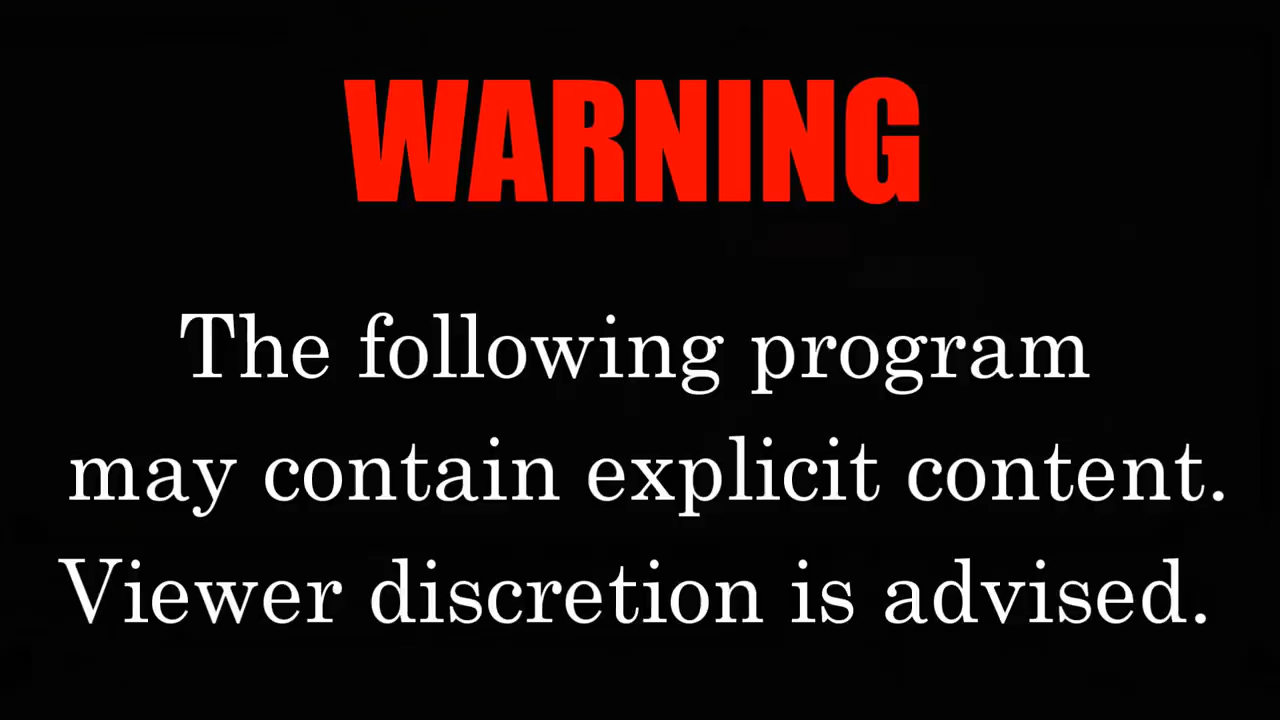 WARNING
The following program
may contain explicit content.
Viewer discretion is advised.